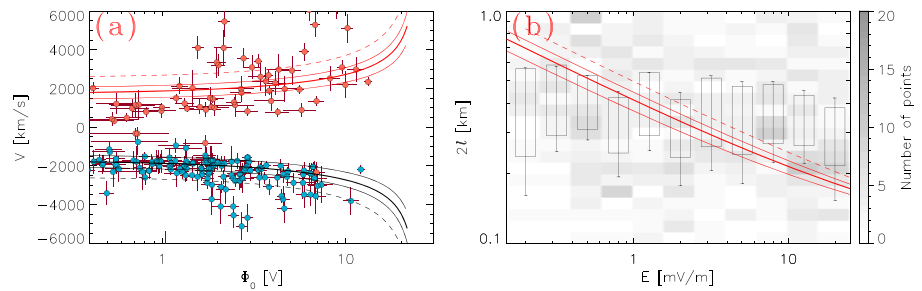 (a)
6000
4000
2000
0
−2000
−4000
−6000
V [km/s]
1
10
Φ₀ [V]
(b)
1.0
0.1
2l [km]
1
10
E [mV/m]
20
15
10
5
0
Number of points